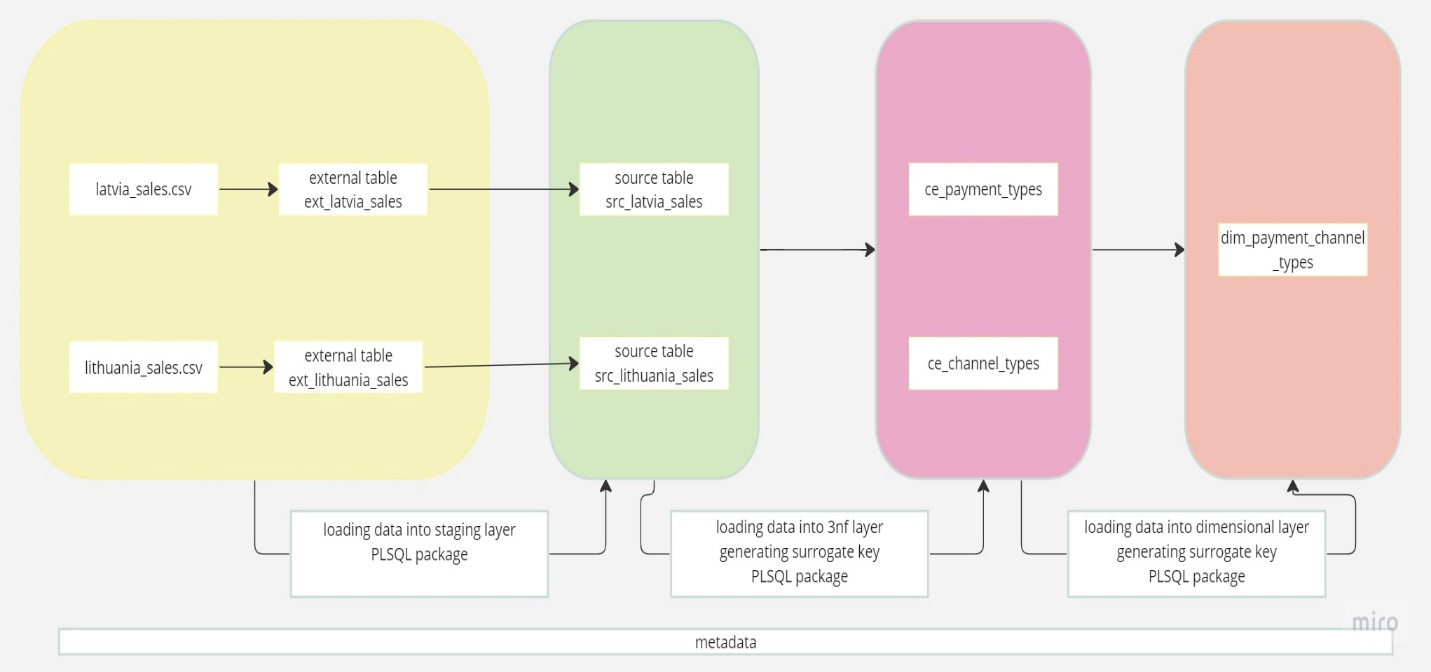 latvia_sales.csv
external table
ext_latvia_sales
source table
src_latvia_sales
ce_payment_types
dim_payment_channel
_types
lithuania_sales.csv
external table
ext_lithuania_sales
source table
src_lithuania_sales
ce_channel_types
loading data into staging layer
PLSQL package
loading data into 3nf layer
generating surrogate key
PLSQL package
loading data into dimensional layer
generating surrogate key
PLSQL package
miro
metadata